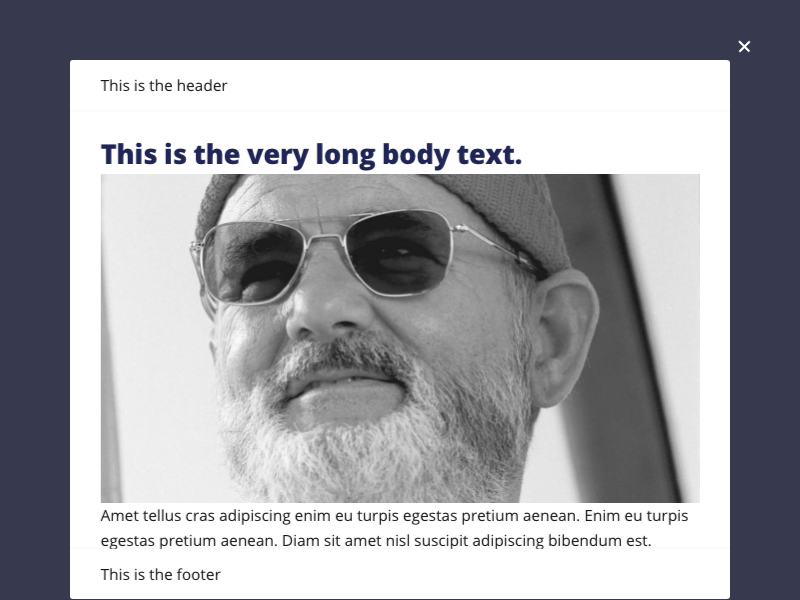 This is the header
This is the very long body text.
Amet tellus cras adipiscing enim eu turpis egestas pretium aenean. Enim eu turpis
egestas pretium aenean. Diam sit amet nisl suscipit adipiscing bibendum est.
This is the footer